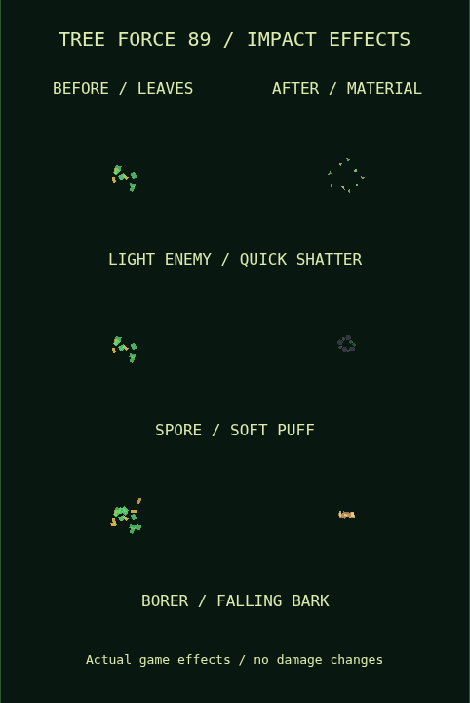 TREE FORCE 89 / IMPACT EFFECTS
BEFORE / LEAVES
AFTER / MATERIAL
LIGHT ENEMY / QUICK SHATTER
SPORE / SOFT PUFF
BORER / FALLING BARK
Actual game effects / no damage changes